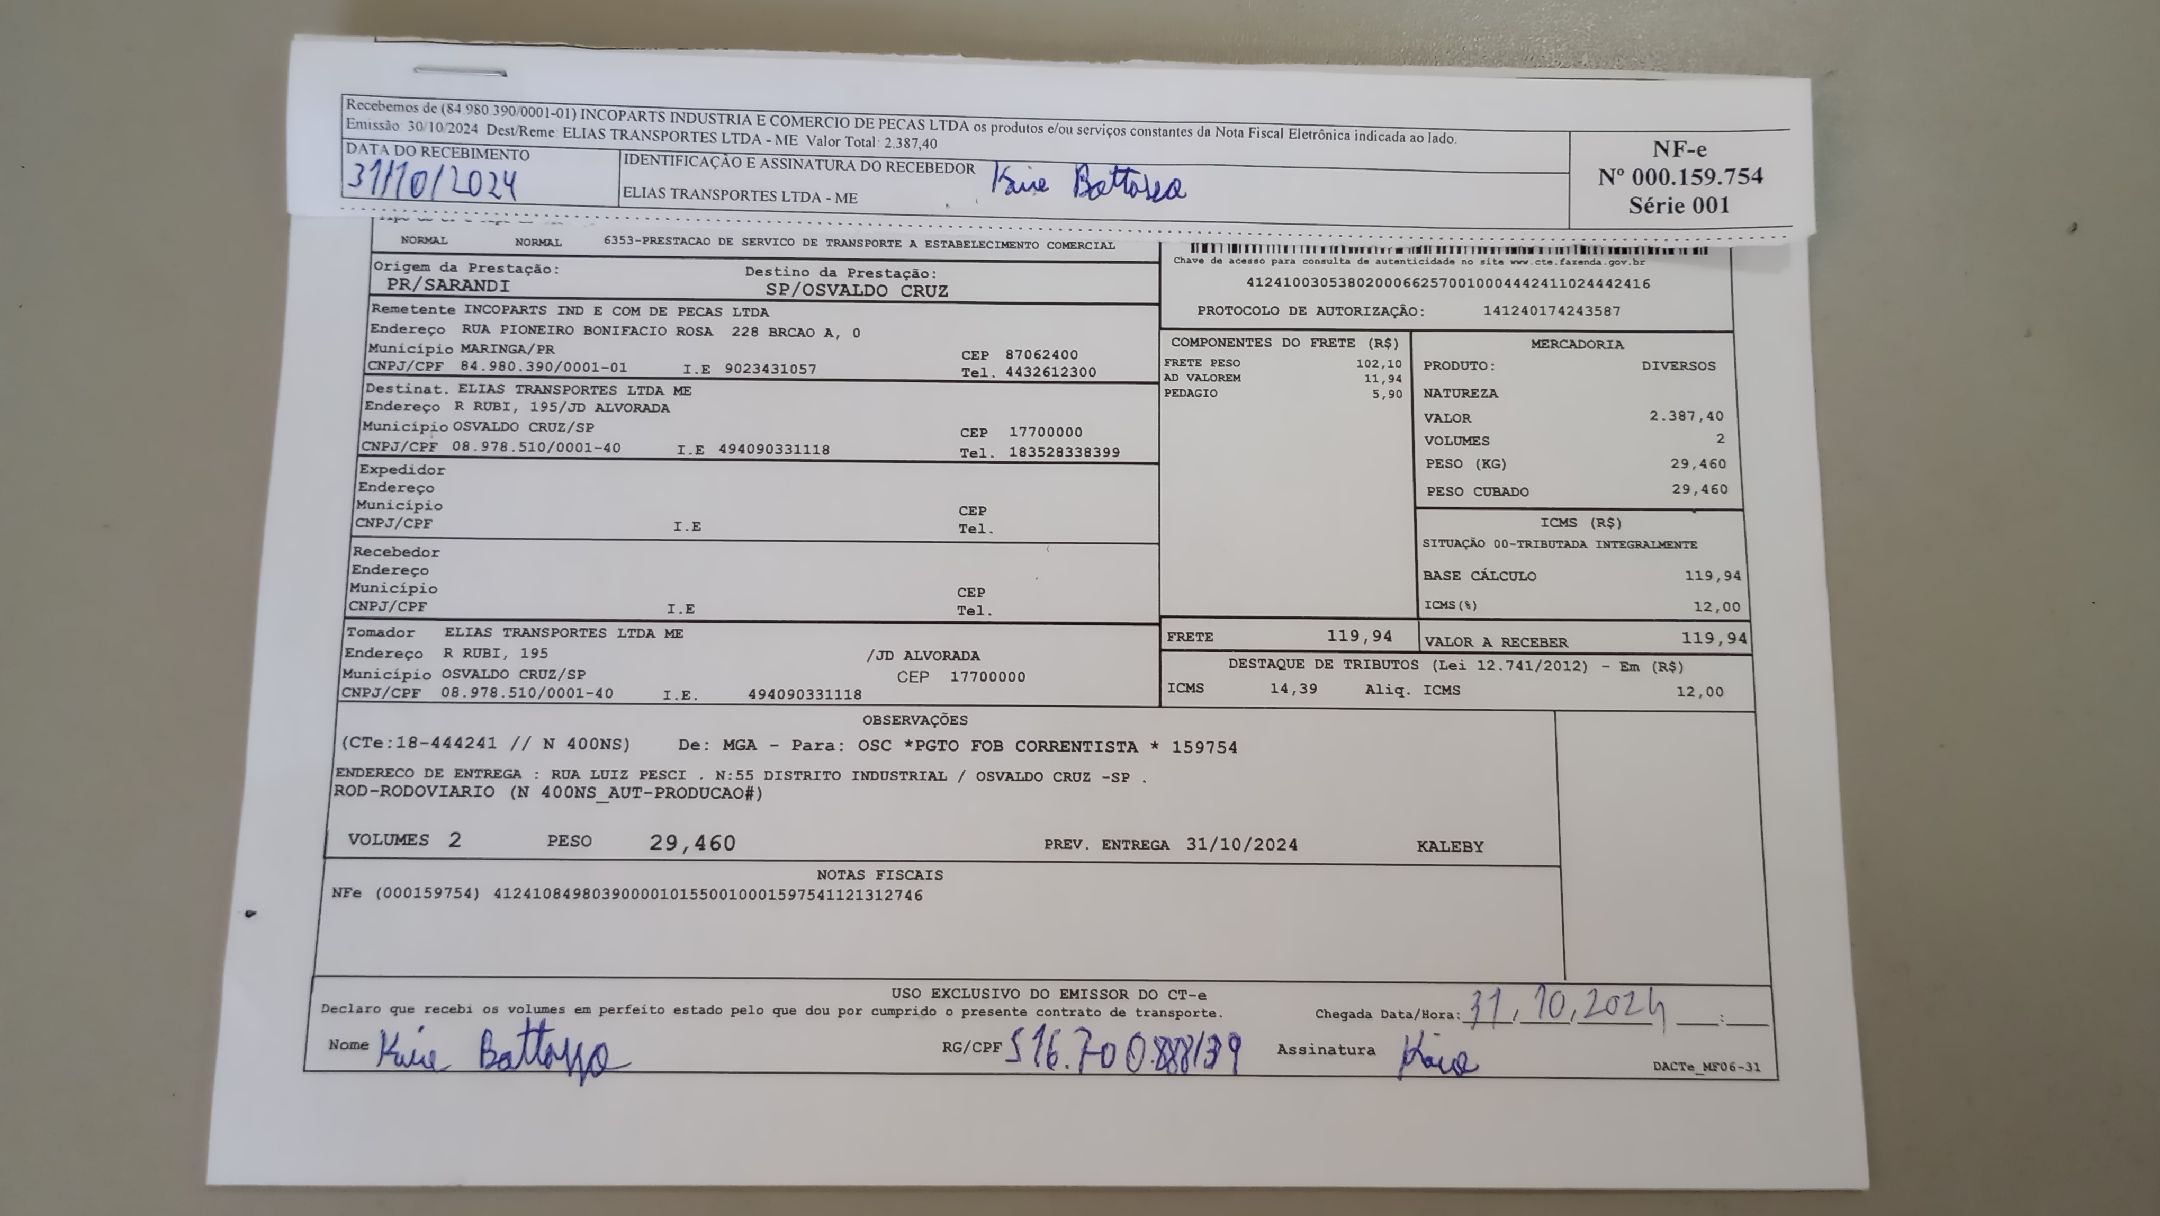 Recebemos de (84.980.390/0001-01) INCOPARTS INDUSTRIA E COMERCIO DE PECAS LTDA os produtos e/ou serviços constantes da Nota Fiscal Eletrônica indicada ao lado.
Emissão: 30/10/2024 Dest/Reme: ELIAS TRANSPORTES LTDA - ME Valor Total: 2.387,40
DATA DO RECEBIMENTO
31/10/2024
IDENTIFICAÇÃO E ASSINATURA DO RECEBEDOR
ELIAS TRANSPORTES LTDA - ME
NF-e
Nº 000.159.754
Série 001
NORMAL NORMAL 6353-PRESTACAO DE SERVICO DE TRANSPORTE A ESTABELECIMENTO COMERCIAL
Origem da Prestação: Destino da Prestação:
PR/SARANDI SP/OSVALDO CRUZ
Chave de acesso para consulta de autenticidade no site www.cte.fazenda.gov.br
41241003053802000662570010004442411024442416
PROTOCOLO DE AUTORIZAÇÃO: 141240174243587
Remetente INCOPARTS IND E COM DE PECAS LTDA
Endereço RUA PIONEIRO BONIFACIO ROSA 228 BRCAO A, 0
Município MARINGA/PR CEP 87062400
CNPJ/CPF 84.980.390/0001-01 I.E 9023431057 Tel. 4432612300
Destinat. ELIAS TRANSPORTES LTDA ME
Endereço R RUBI, 195/JD ALVORADA
Município OSVALDO CRUZ/SP CEP 17700000
CNPJ/CPF 08.978.510/0001-40 I.E 494090331118 Tel. 183528338399
Expedidor
Endereço
Município CEP
CNPJ/CPF I.E Tel.
Recebedor
Endereço
Município CEP
CNPJ/CPF I.E Tel.
Tomador ELIAS TRANSPORTES LTDA ME
Endereço R RUBI, 195 /JD ALVORADA
Município OSVALDO CRUZ/SP CEP 17700000
CNPJ/CPF 08.978.510/0001-40 I.E. 494090331118
COMPONENTES DO FRETE (R$)
FRETE PESO 102,10
AD VALOREM 11,94
PEDAGIO 5,90
MERCADORIA
PRODUTO: DIVERSOS
NATUREZA
VALOR 2.387,40
VOLUMES 2
PESO (KG) 29,460
PESO CUBADO 29,460
ICMS (R$)
SITUAÇÃO 00-TRIBUTADA INTEGRALMENTE
BASE CÁLCULO 119,94
ICMS(%) 12,00
FRETE 119,94 VALOR A RECEBER 119,94
DESTAQUE DE TRIBUTOS (Lei 12.741/2012) - Em (R$)
ICMS 14,39 Aliq. ICMS 12,00
OBSERVAÇÕES
(CTe:18-444241 // N 400NS) De: MGA - Para: OSC *PGTO FOB CORRENTISTA * 159754
ENDERECO DE ENTREGA : RUA LUIZ PESCI . N:55 DISTRITO INDUSTRIAL / OSVALDO CRUZ -SP .
ROD-RODOVIARIO (N 400NS_AUT-PRODUCAO#)
VOLUMES 2 PESO 29,460 PREV. ENTREGA 31/10/2024 KALEBY
NOTAS FISCAIS
NFe (000159754) 41241084980390000101550010001597541121312746
USO EXCLUSIVO DO EMISSOR DO CT-e
Declaro que recebi os volumes em perfeito estado pelo que dou por cumprido o presente contrato de transporte. Chegada Data/Hora: 31,10,2024 :
Nome RG/CPF Assinatura
DACTe_MF06-31